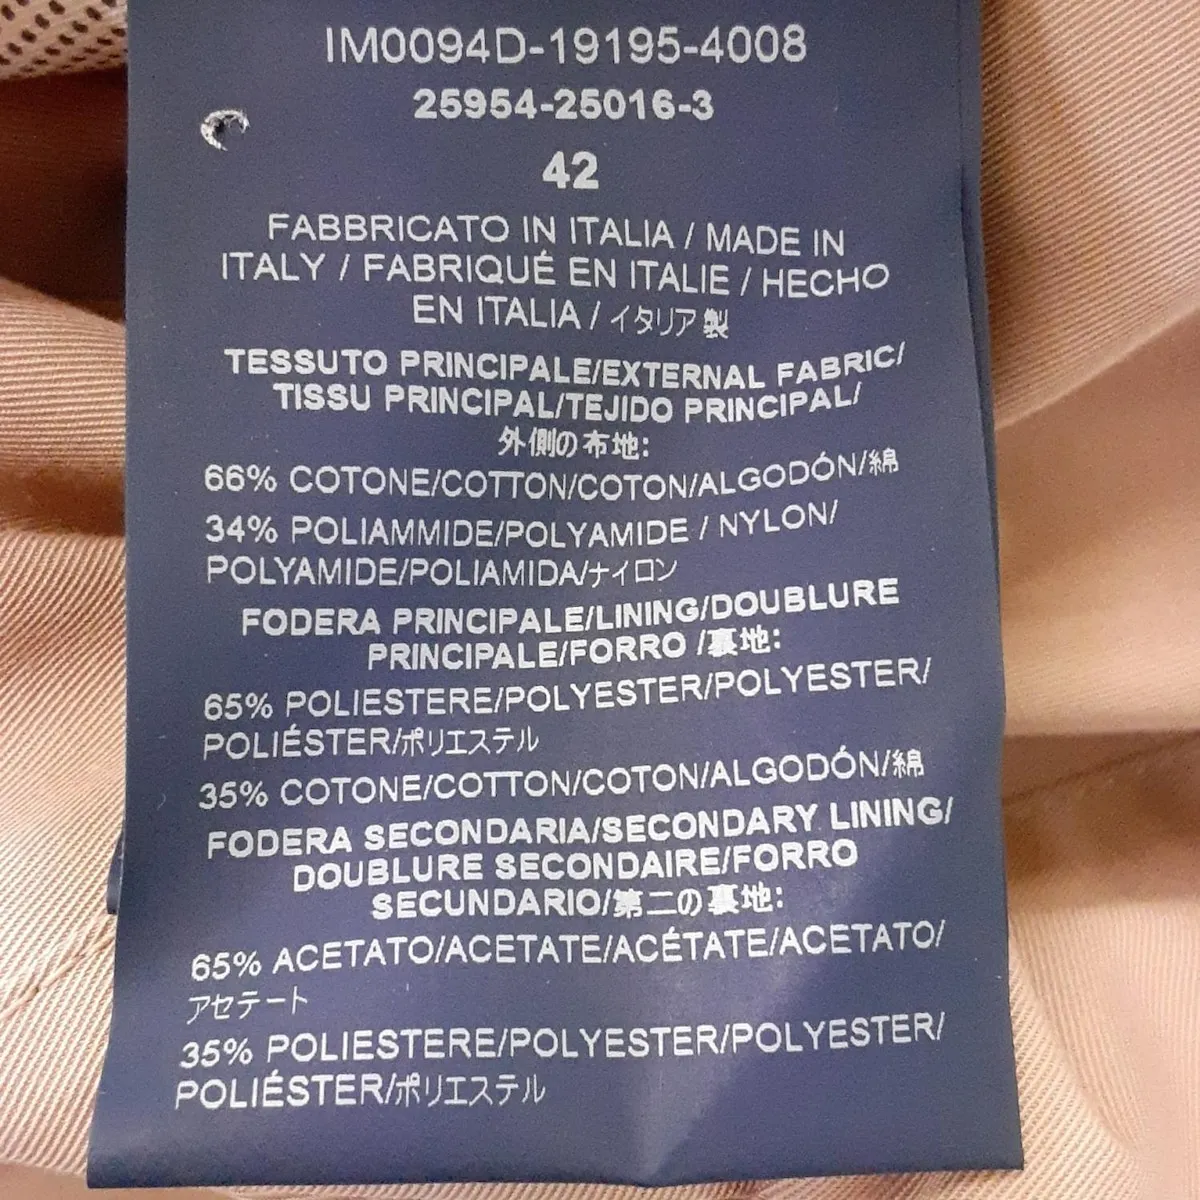 IM0094D-19195-4008
25954-25016-3
42
FABBRICATO IN ITALIA / MADE IN
ITALY / FABRIQUÉ EN ITALIE / HECHO
EN ITALIA / イタリア製
TESSUTO PRINCIPALE/EXTERNAL FABRIC/
TISSU PRINCIPAL/TEJIDO PRINCIPAL/
外側の布地:
66% COTONE/COTTON/COTON/ALGODÓN/綿
34% POLIAMMIDE/POLYAMIDE / NYLON/
POLYAMIDE/POLIAMIDA/ナイロン
FODERA PRINCIPALE/LINING/DOUBLURE
PRINCIPALE/FORRO /裏地:
65% POLIESTERE/POLYESTER/POLYESTER/
POLIÉSTER/ポリエステル
35% COTONE/COTTON/COTON/ALGODÓN/綿
FODERA SECONDARIA/SECONDARY LINING/
DOUBLURE SECONDAIRE/FORRO
SECUNDARIO/第二の裏地:
65% ACETATO/ACETATE/ACÉTATE/ACETATO/
アセテート
35% POLIESTERE/POLYESTER/POLYESTER/
POLIÉSTER/ポリエステル